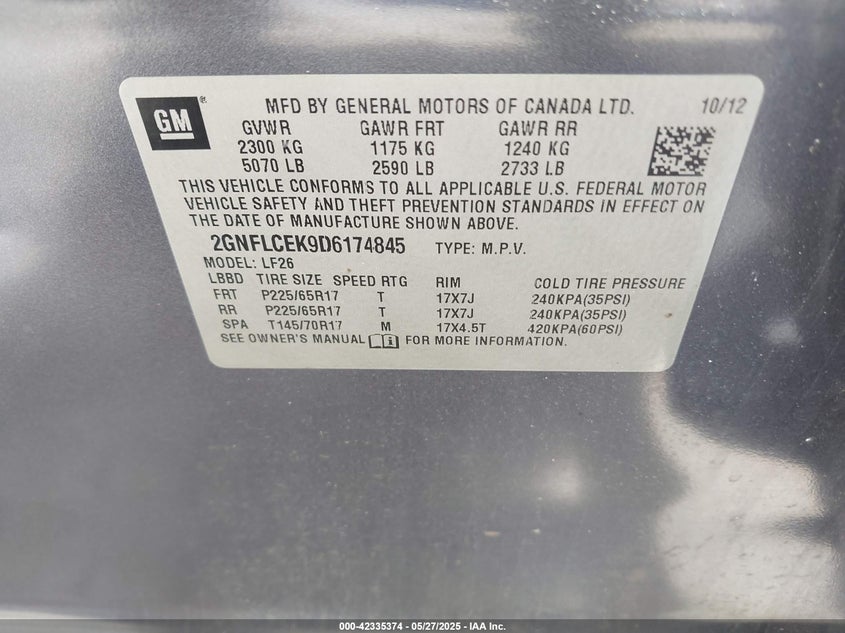 GM®
MFD BY GENERAL MOTORS OF CANADA LTD. 10/12
GVWR GAWR FRT GAWR RR
2300 KG 1175 KG 1240 KG
5070 LB 2590 LB 2733 LB
THIS VEHICLE CONFORMS TO ALL APPLICABLE U.S. FEDERAL MOTOR
VEHICLE SAFETY AND THEFT PREVENTION STANDARDS IN EFFECT ON
THE DATE OF MANUFACTURE SHOWN ABOVE.
2GNFLCEK9D6174845 TYPE: M.P.V.
MODEL: LF26
LBBD TIRE SIZE SPEED RTG RIM COLD TIRE PRESSURE
FRT P225/65R17 T 17X7J 240KPA(35PSI)
RR P225/65R17 T 17X7J 240KPA(35PSI)
SPA T145/70R17 M 17X4.5T 420KPA(60PSI)
SEE OWNER'S MANUAL FOR MORE INFORMATION.
000-42335374 — 05/27/2025 - IAA Inc.